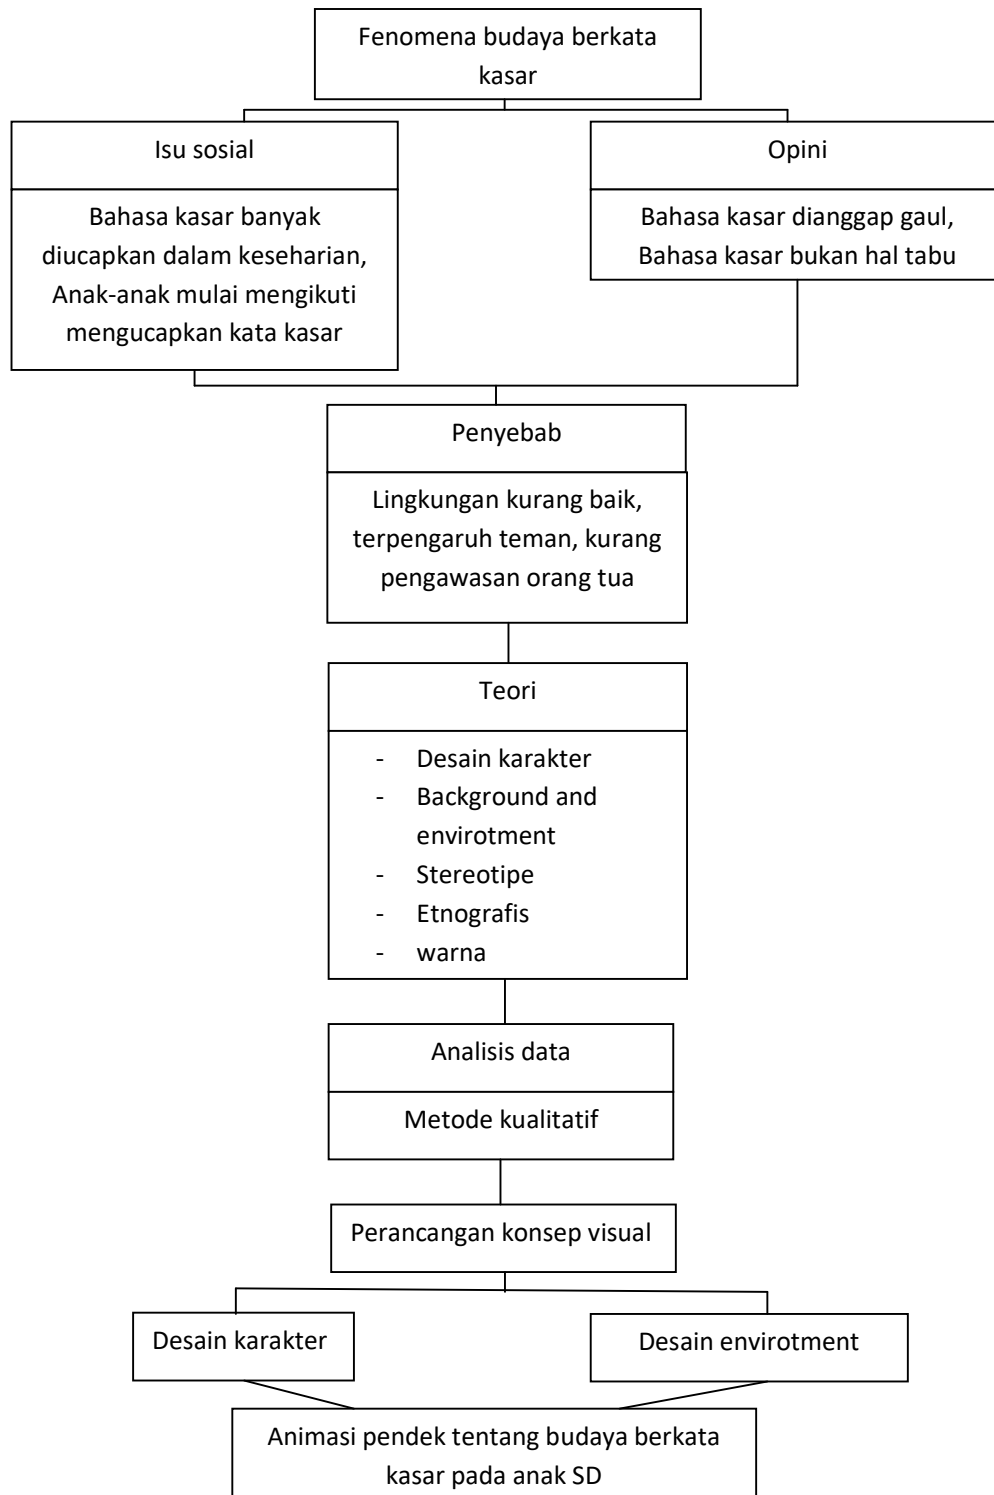 Fenomena budaya berkata
kasar
Isu sosial
Bahasa kasar banyak
diucapkan dalam keseharian,
Anak-anak mulai mengikuti
mengucapkan kata kasar
Opini
Bahasa kasar dianggap gaul,
Bahasa kasar bukan hal tabu
Penyebab
Lingkungan kurang baik,
terpengaruh teman, kurang
pengawasan orang tua
Teori
- Desain karakter
- Background and
envirotment
- Stereotipe
- Etnografis
- warna
Analisis data
Metode kualitatif
Perancangan konsep visual
Desain karakter
Desain envirotment
Animasi pendek tentang budaya berkata
kasar pada anak SD